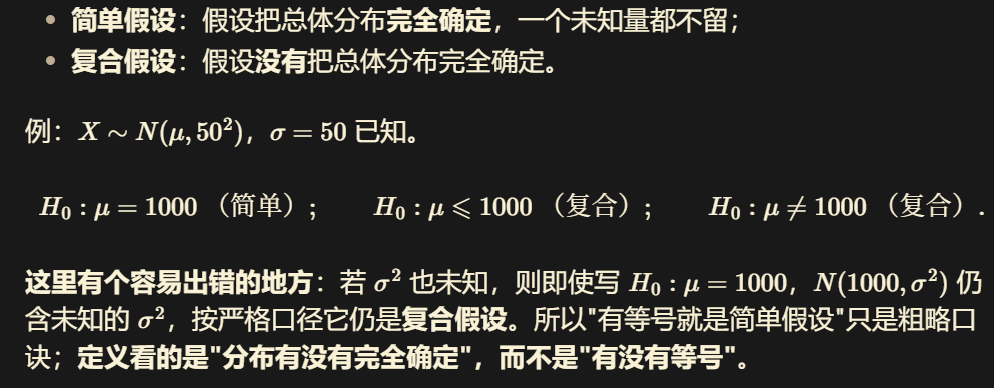 • 简单假设：假设把总体分布完全确定，一个未知量都不留；
• 复合假设：假设没有把总体分布完全确定。
例：X ∼ N(μ, 50²)，σ = 50 已知。
H₀ : μ = 1000 （简单）; H₀ : μ ⩽ 1000 （复合）; H₀ : μ ≠ 1000 （复合）.
这里有个容易出错的地方：若 σ² 也未知，则即使写 H₀ : μ = 1000，N(1000, σ²) 仍
含未知的 σ²，按严格口径它仍是复合假设。所以"有等号就是简单假设"只是粗略口
诀；定义看的是"分布有没有完全确定"，而不是"有没有等号"。